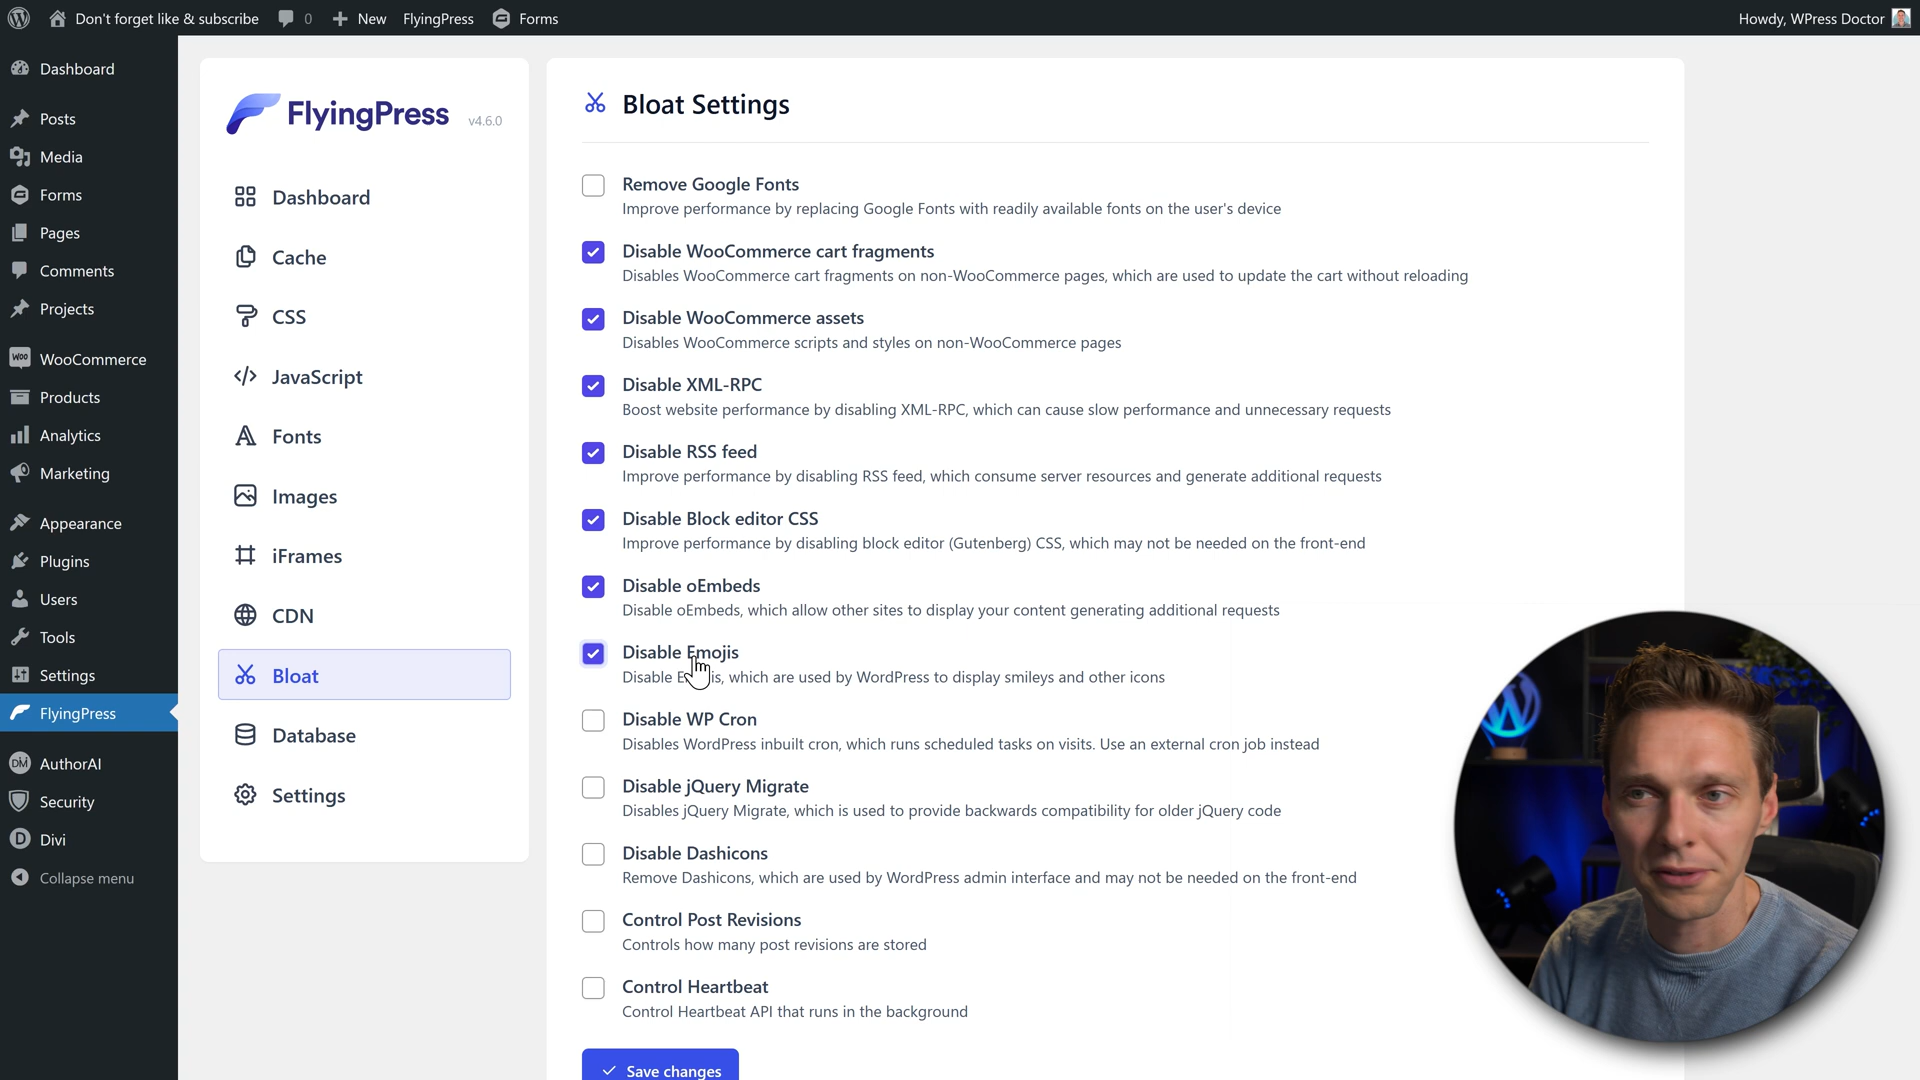 Don't forget like & subscribe
0
New
FlyingPress
Forms
Howdy, WPress Doctor
Dashboard
Posts
Media
Forms
Pages
Comments
Projects
WOO
WooCommerce
Products
Analytics
Marketing
Appearance
Plugins
Users
Tools
Settings
FlyingPress
DM
AuthorAI
Security
D
Divi
Collapse menu
FlyingPress
v4.6.0
Dashboard
Cache
CSS
JavaScript
Fonts
Images
iFrames
CDN
Bloat
Database
Settings
Bloat Settings
Remove Google Fonts
Improve performance by replacing Google Fonts with readily available fonts on the user's device
Disable WooCommerce cart fragments
Disables WooCommerce cart fragments on non-WooCommerce pages, which are used to update the cart without reloading
Disable WooCommerce assets
Disables WooCommerce scripts and styles on non-WooCommerce pages
Disable XML-RPC
Boost website performance by disabling XML-RPC, which can cause slow performance and unnecessary requests
Disable RSS feed
Improve performance by disabling RSS feed, which consume server resources and generate additional requests
Disable Block editor CSS
Improve performance by disabling block editor (Gutenberg) CSS, which may not be needed on the front-end
Disable oEmbeds
Disable oEmbeds, which allow other sites to display your content generating additional requests
Disable Emojis
Disable which are used by WordPress to display smileys and other icons
Disable WP Cron
Disables WordPress inbuilt cron, which runs scheduled tasks on visits. Use an external cron job instead
Disable jQuery Migrate
Disables jQuery Migrate, which is used to provide backwards compatibility for older jQuery code
Disable Dashicons
Remove Dashicons, which are used by WordPress admin interface and may not be needed on the front-end
Control Post Revisions
Controls how many post revisions are stored
Control Heartbeat
Control Heartbeat API that runs in the background
Save changes